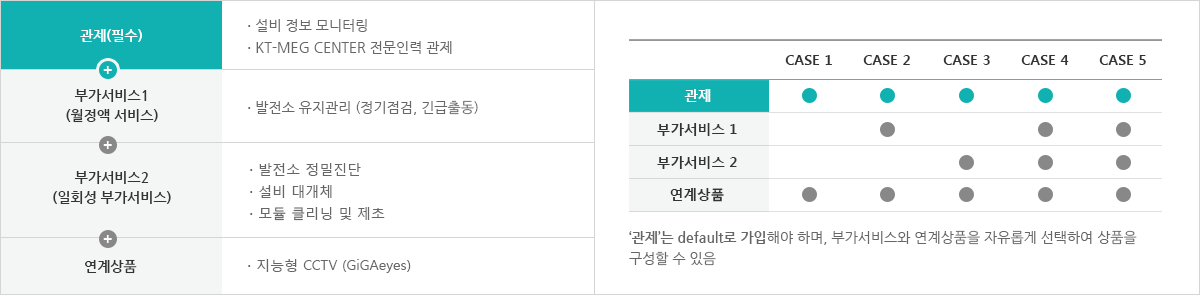 관제(필수)
· 설비 정보 모니터링
· KT-MEG CENTER 전문인력 관제
+
부가서비스1
(월정액 서비스)
· 발전소 유지관리 (정기점검, 긴급출동)
+
부가서비스2
(일회성 부가서비스)
· 발전소 정밀진단
· 설비 대개체
· 모듈 클리닝 및 제초
+
연계상품
· 지능형 CCTV (GiGAeyes)
CASE 1 CASE 2 CASE 3 CASE 4 CASE 5
관제
부가서비스 1
부가서비스 2
연계상품
‘관제’는 default로 가입해야 하며, 부가서비스와 연계상품을 자유롭게 선택하여 상품을
구성할 수 있음